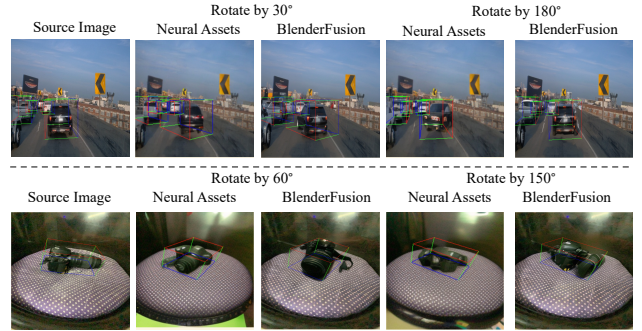 Rotate by 30° Rotate by 180°
Source Image Neural Assets BlenderFusion Neural Assets BlenderFusion
Rotate by 60° Rotate by 150°
Source Image Neural Assets BlenderFusion Neural Assets BlenderFusion